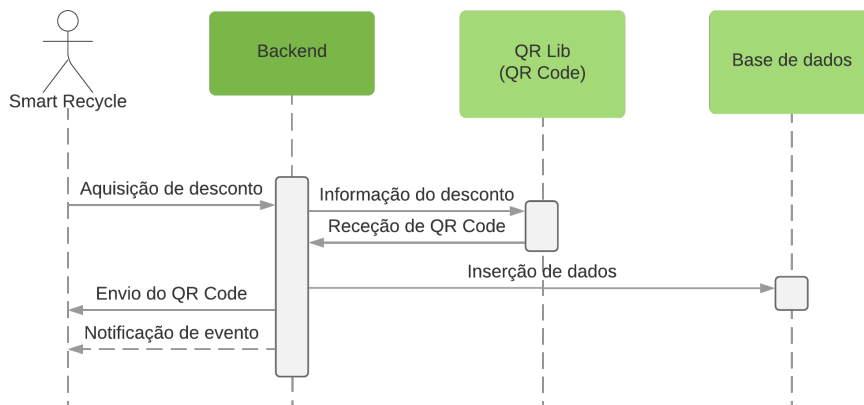 Backend
QR Lib
(QR Code)
Base de dados
Smart Recycle
Aquisição de desconto
Informação do desconto
Receção de QR Code
Inserção de dados
Envio do QR Code
Notificação de evento